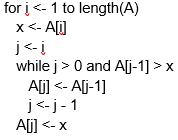 for i <- 1 to length(A)
x <- A[i]
j <- i
while j > 0 and A[j-1] > x
A[j] <- A[j-1]
j <- j - 1
A[j] <- x